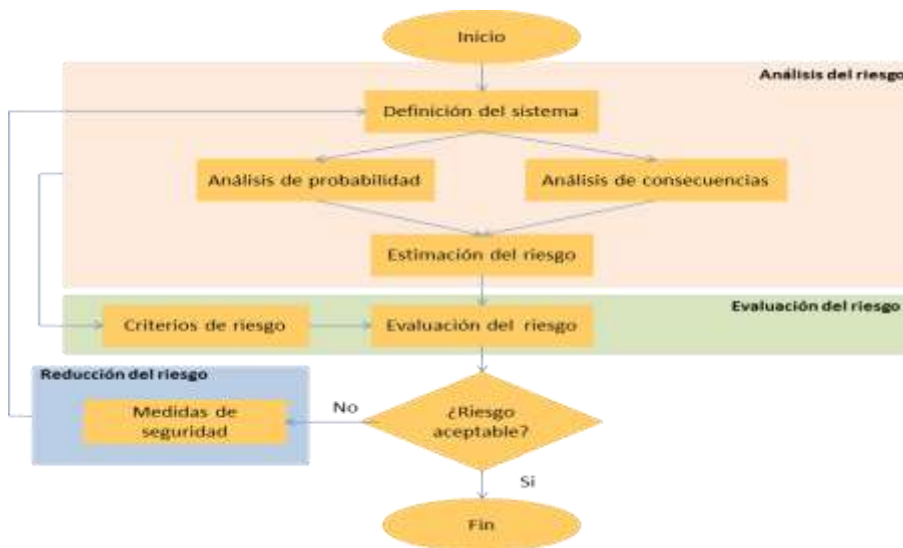 Inicio
Análisis del riesgo
Definición del sistema
Análisis de probabilidad
Análisis de consecuencias
Estimación del riesgo
Evaluación del riesgo
Criterios de riesgo
Evaluación del riesgo
Reducción del riesgo
Medidas de
seguridad
No
¿Riesgo
aceptable?
Si
Fin